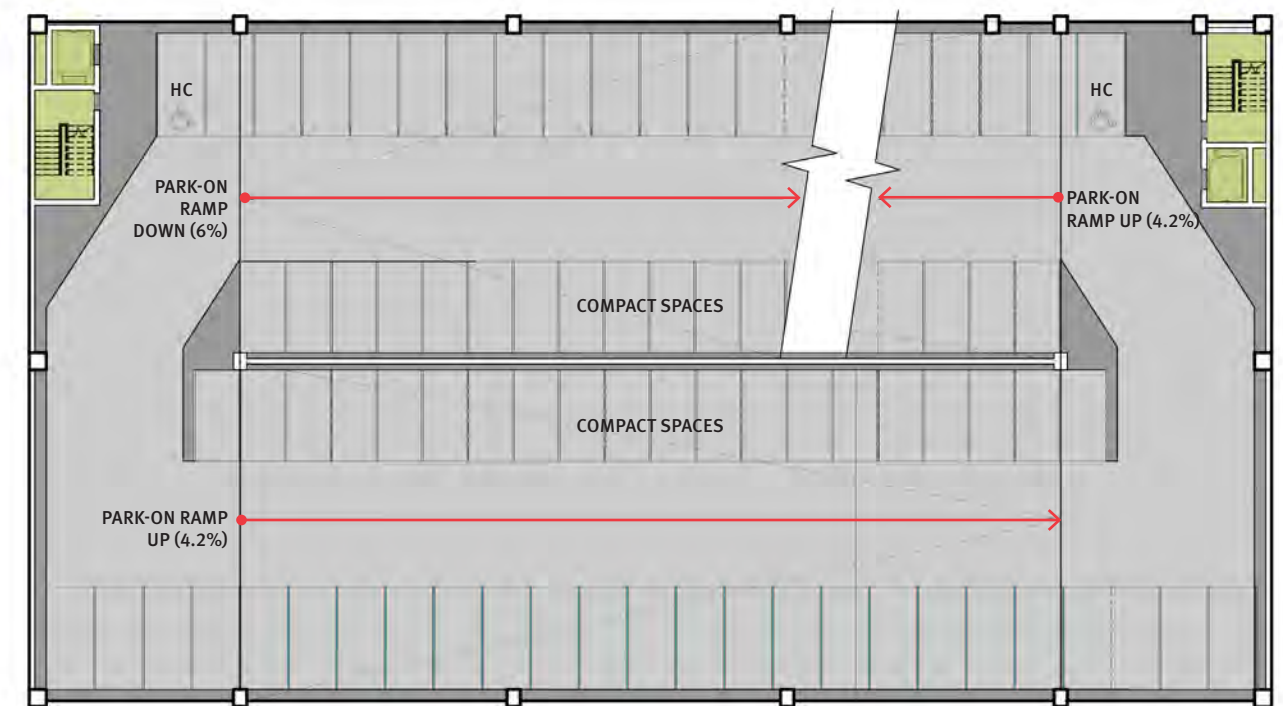 HC
HC
PARK-ON
RAMP
DOWN (6%)
PARK-ON
RAMP UP (4.2%)
COMPACT SPACES
COMPACT SPACES
PARK-ON RAMP
UP (4.2%)